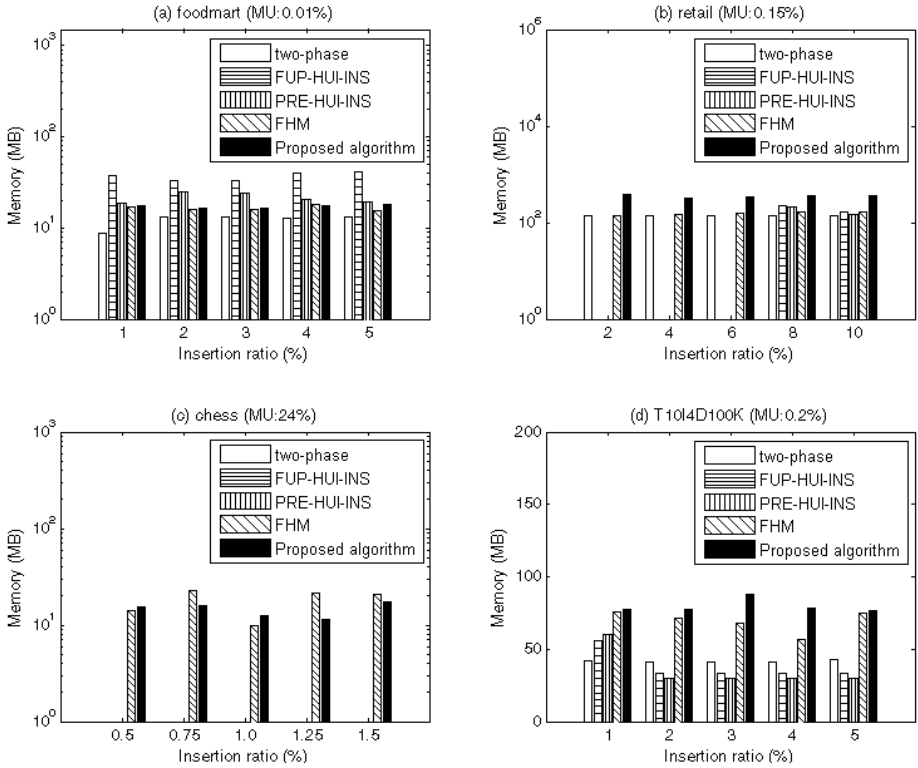 (a) foodmart (MU:0.01%)
10^3
10^2
10^1
10^0
Memory (MB)
two-phase
FUP-HUI-INS
PRE-HUI-INS
FHM
Proposed algorithm
1 2 3 4 5
Insertion ratio (%)
(b) retail (MU:0.15%)
10^6
10^4
10^2
10^0
Memory (MB)
two-phase
FUP-HUI-INS
PRE-HUI-INS
FHM
Proposed algorithm
2 4 6 8 10
Insertion ratio (%)
(c) chess (MU:24%)
10^3
10^2
10^1
10^0
Memory (MB)
two-phase
FUP-HUI-INS
PRE-HUI-INS
FHM
Proposed algorithm
0.5 0.75 1.0 1.25 1.5
Insertion ratio (%)
(d) T10I4D100K (MU:0.2%)
200
150
100
50
0
Memory (MB)
two-phase
FUP-HUI-INS
PRE-HUI-INS
FHM
Proposed algorithm
1 2 3 4 5
Insertion ratio (%)